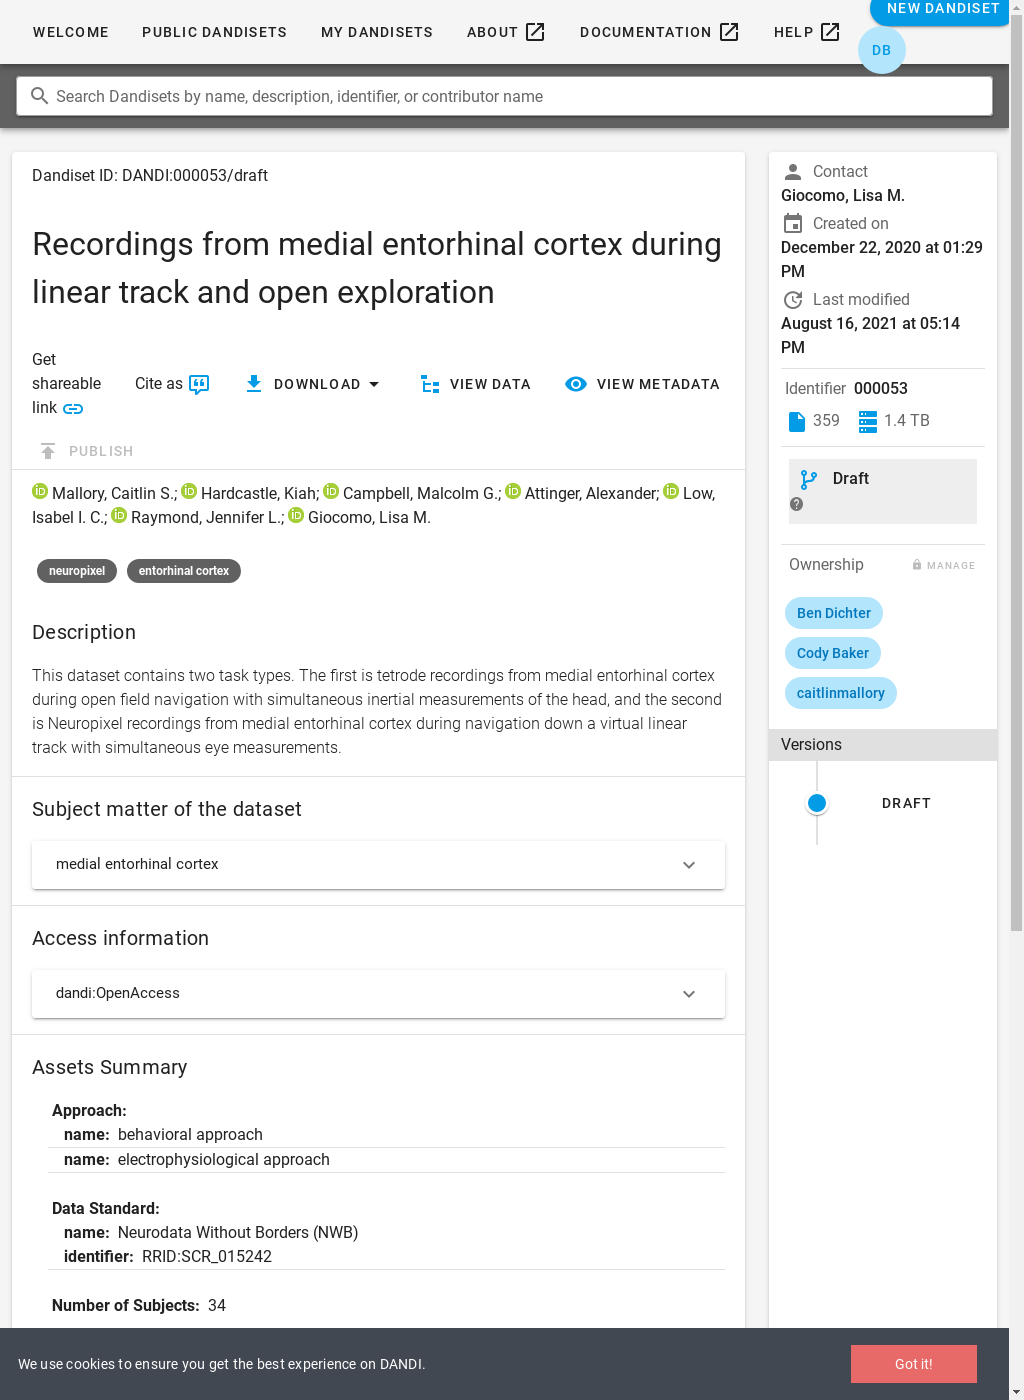 WELCOME PUBLIC DANDISETS MY DANDISETS ABOUT DOCUMENTATION HELP NEW DANDISET
DB
Search Dandisets by name, description, identifier, or contributor name
Dandiset ID: DANDI:000053/draft
Recordings from medial entorhinal cortex during
linear track and open exploration
Get
shareable
link
Cite as DOWNLOAD VIEW DATA VIEW METADATA
PUBLISH
Mallory, Caitlin S.; Hardcastle, Kiah; Campbell, Malcolm G.; Attinger, Alexander; Low,
Isabel I. C.; Raymond, Jennifer L.; Giocomo, Lisa M.
neuropixel entorhinal cortex
Description
This dataset contains two task types. The first is tetrode recordings from medial entorhinal cortex
during open field navigation with simultaneous inertial measurements of the head, and the second
is Neuropixel recordings from medial entorhinal cortex during navigation down a virtual linear
track with simultaneous eye measurements.
Subject matter of the dataset
medial entorhinal cortex
Access information
dandi:OpenAccess
Assets Summary
Approach:
name: behavioral approach
name: electrophysiological approach
Data Standard:
name: Neurodata Without Borders (NWB)
identifier: RRID:SCR_015242
Number of Subjects: 34
Contact
Giocomo, Lisa M.
Created on
December 22, 2020 at 01:29
PM
Last modified
August 16, 2021 at 05:14
PM
Identifier 000053
359 1.4 TB
Draft
Ownership MANAGE
Ben Dichter
Cody Baker
caitlinmallory
Versions
DRAFT
We use cookies to ensure you get the best experience on DANDI. Got it!